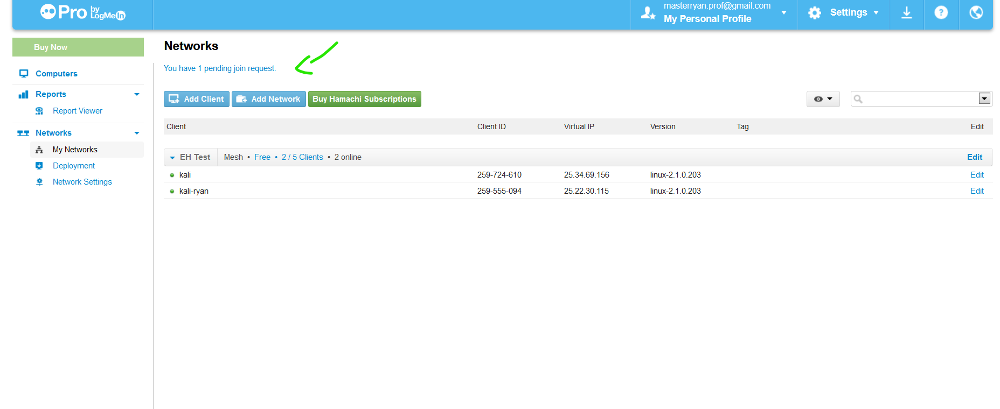 Pro by LogMeIn
masterryan.prof@gmail.com
My Personal Profile
Settings
?
Buy Now
Computers
Reports
Report Viewer
Networks
My Networks
Deployment
Network Settings
Networks
You have 1 pending join request.
Add Client Add Network Buy Hamachi Subscriptions
Client Client ID Virtual IP Version Tag Edit
EH Test Mesh • Free • 2 / 5 Clients • 2 online Edit
kali 259-724-610 25.34.69.156 linux-2.1.0.203 Edit
kali-ryan 259-555-094 25.22.30.115 linux-2.1.0.203 Edit